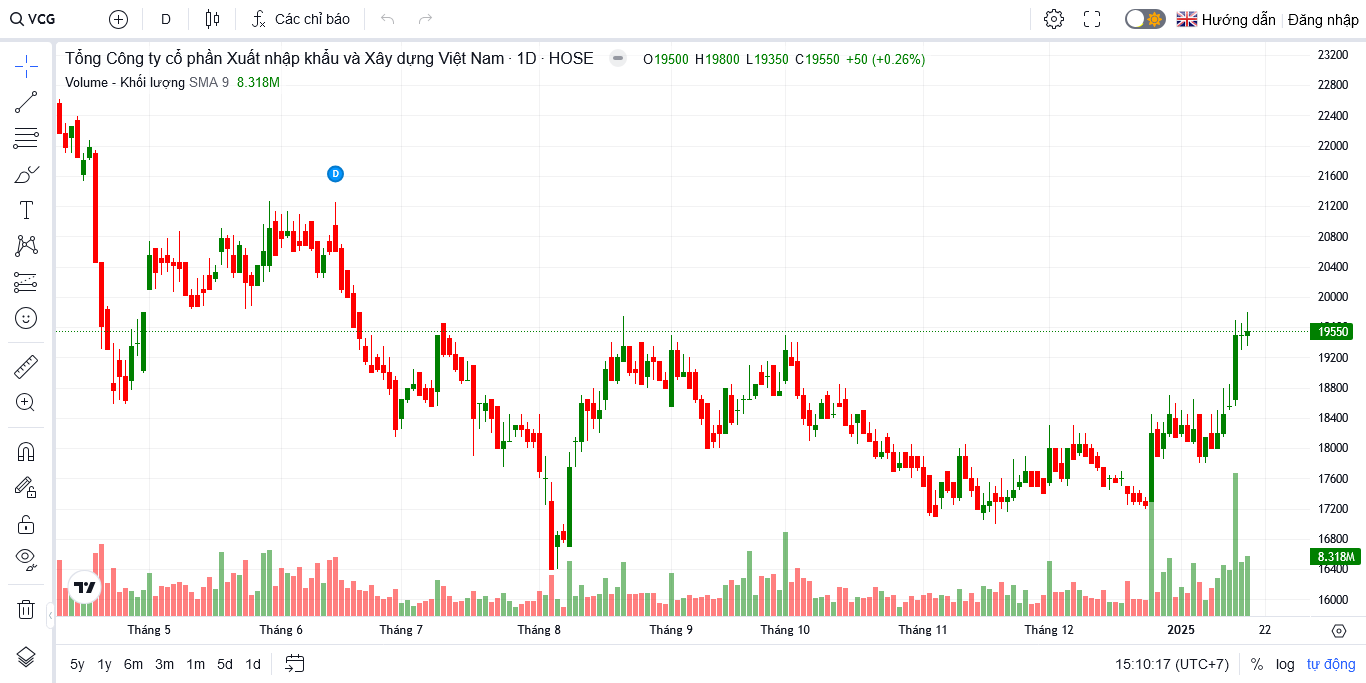 VCG D Các chỉ báo Hướng dẫn Đăng nhập
Tổng Công ty cổ phần Xuất nhập khẩu và Xây dựng Việt Nam · 1D · HOSE O19500 H19800 L19350 C19550 +50 (+0.26%)
Volume - Khối lượng SMA 9 8.318M
D
23200
22800
22400
22000
21600
21200
20800
20400
20000
19550
19200
18800
18400
18000
17600
17200
16800
8.318M
16400
16000
Tháng 5 Tháng 6 Tháng 7 Tháng 8 Tháng 9 Tháng 10 Tháng 11 Tháng 12 2025 22
5y 1y 6m 3m 1m 5d 1d 15:10:17 (UTC+7) % log tự động